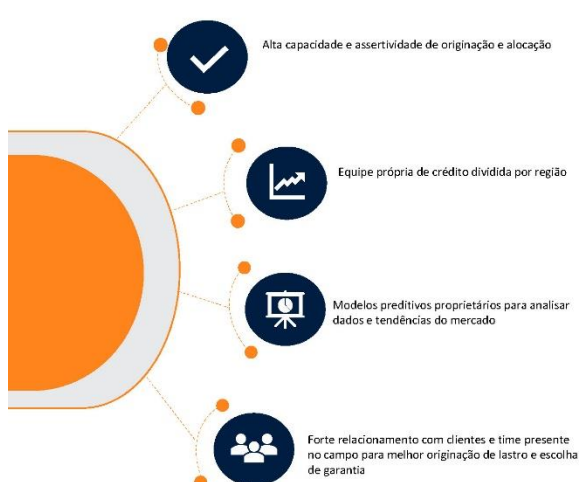 Alta capacidade e assertividade de originação e alocação
Equipe própria de crédito dividida por região
Modelos preditivos proprietários para analisar
dados e tendências do mercado
Forte relacionamento com clientes e time presente
no campo para melhor originação de lastro e escolha
de garantia